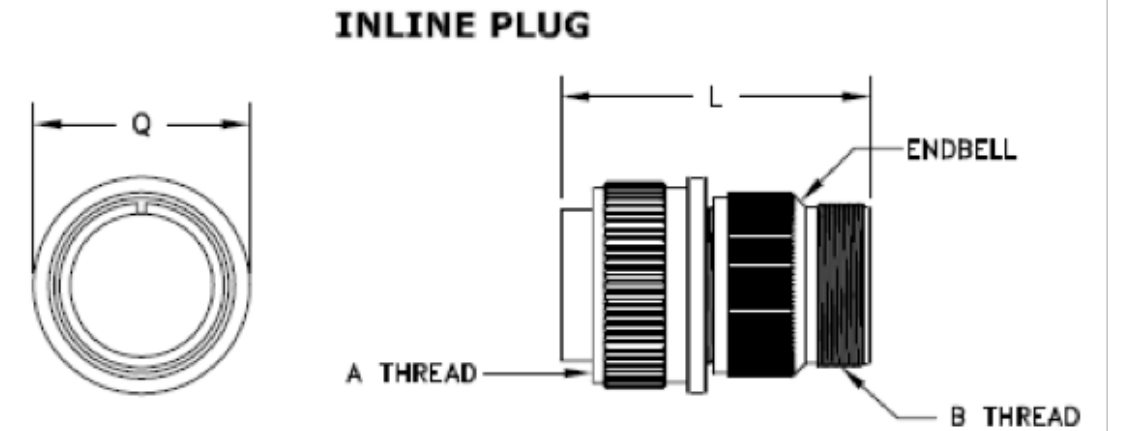 INLINE PLUG
L
Q
ENDBELL
A THREAD
B THREAD